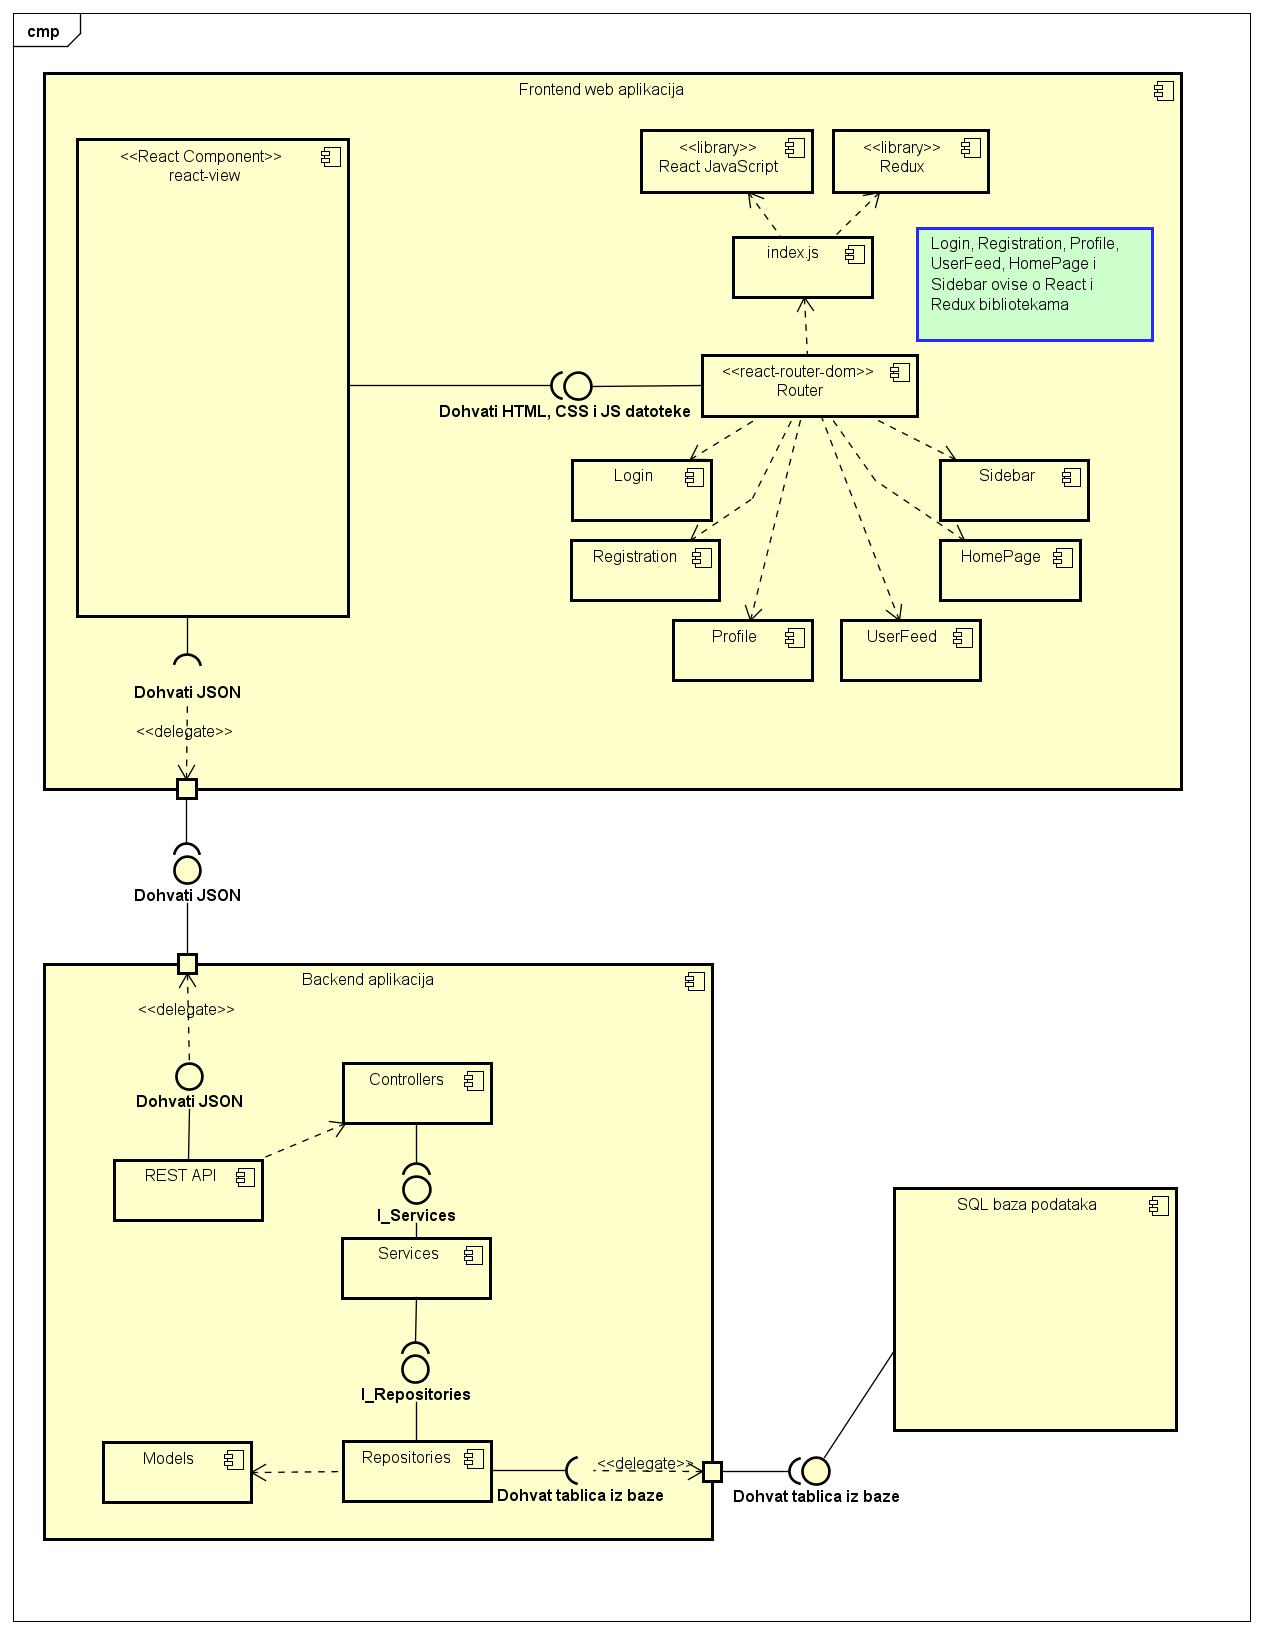 cmp
Frontend web aplikacija
<<React Component>>
react-view
<<library>>
React JavaScript
<<library>>
Redux
index.js
Login, Registration, Profile,
UserFeed, HomePage i
Sidebar ovise o React i
Redux bibliotekama
<<react-router-dom>>
Router
Dohvati HTML, CSS i JS datoteke
Login
Sidebar
Registration
HomePage
Profile
UserFeed
Dohvati JSON
<<delegate>>
Dohvati JSON
Backend aplikacija
<<delegate>>
Dohvati JSON
Controllers
REST API
I_Services
Services
SQL baza podataka
I_Repositories
Models
Repositories
<<delegate>>
Dohvat tablica iz baze
Dohvat tablica iz baze